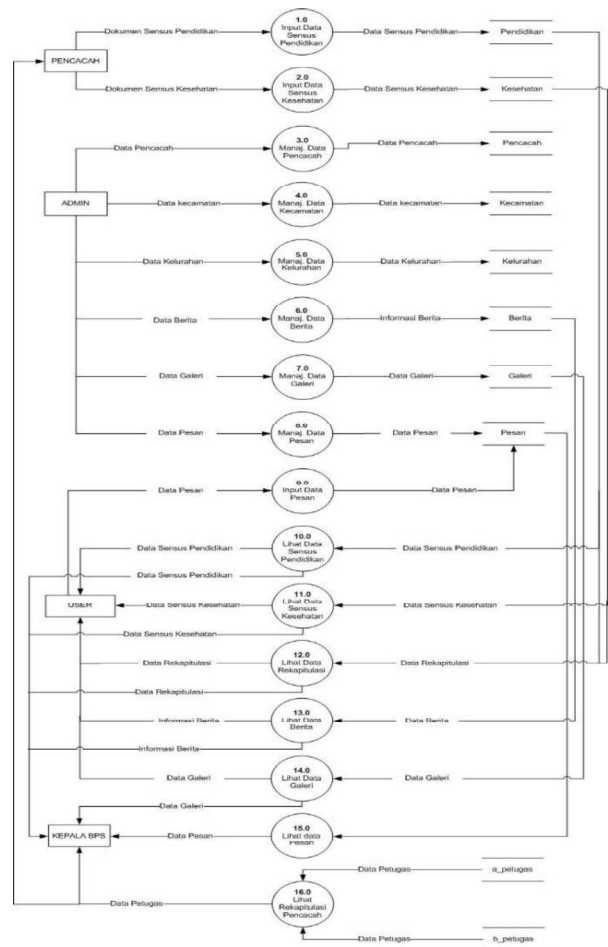 1.0
Input Data
Sensus
Pendidikan
Dokumen Sensus Pendidikan
Data Sensus Pendidikan
Pendidikan
PENCACAH
2.0
Input Data
Sensus
Kesehatan
Dokumen Sensus Kesehatan
Data Sensus Kesehatan
Kesehatan
3.0
Manaj. Data
Pencacah
Data Pencacah
Data Pencacah
Pencacah
ADMIN
Data kecamatan
4.0
Manaj. Data
Kecamatan
Data kecamatan
Kecamatan
Data Kelurahan
5.0
Manaj. Data
Kelurahan
Data Kelurahan
Kelurahan
Data Berita
6.0
Manaj. Data
Berita
Informasi Berita
Berita
Data Galeri
7.0
Manaj. Data
Galeri
Data Galeri
Galeri
Data Pesan
8.0
Manaj. Data
Pesan
Data Pesan
Pesan
Data Pesan
9.0
Input Data
Pesan
Data Pesan
Data Sensus Pendidikan
10.0
Lihat Data
Sensus
Pendidikan
Data Sensus Pendidikan
Data Sensus Pendidikan
USER
Data Sensus Kesehatan
11.0
Lihat Data
Sensus
Kesehatan
Data Sensus Kesehatan
Data Sensus Kesehatan
Data Rekapitulasi
12.0
Lihat Data
Rekapitulasi
Data Rekapitulasi
Data Rekapitulasi
Informasi Berita
13.0
Lihat Data
Berita
Data Berita
Informasi Berita
Data Galeri
14.0
Lihat Data
Galeri
Data Galeri
Data Galeri
KEPALA BPS
Data Pesan
15.0
Lihat data
Pesan
Data Petugas
a_petugas
Data Petugas
16.0
Lihat
Rekapitulasi
Pencacah
Data Petugas
b_petugas